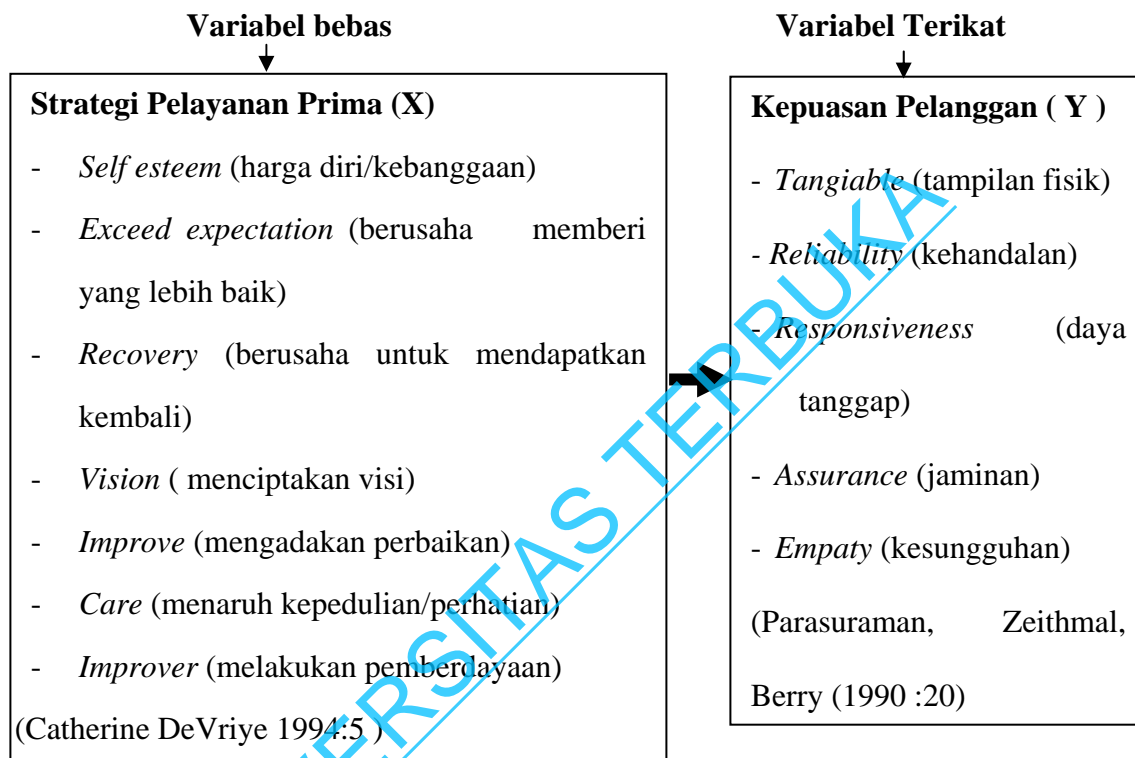 Variabel bebas
Strategi Pelayanan Prima (X)
- Self esteem (harga diri/kebanggaan)
- Exceed expectation (berusaha memberi
yang lebih baik)
- Recovery (berusaha untuk mendapatkan
kembali)
- Vision ( menciptakan visi)
- Improve (mengadakan perbaikan)
- Care (menaruh kepedulian/perhatian)
- Improver (melakukan pemberdayaan)
(Catherine DeVriye 1994:5 )
Variabel Terikat
Kepuasan Pelanggan ( Y )
- Tangiable (tampilan fisik)
- Reliability (kehandalan)
- Responsiveness (daya
tanggap)
- Assurance (jaminan)
- Empaty (kesungguhan)
(Parasuraman, Zeithmal,
Berry (1990 :20)
ERSITAS TERBUKA